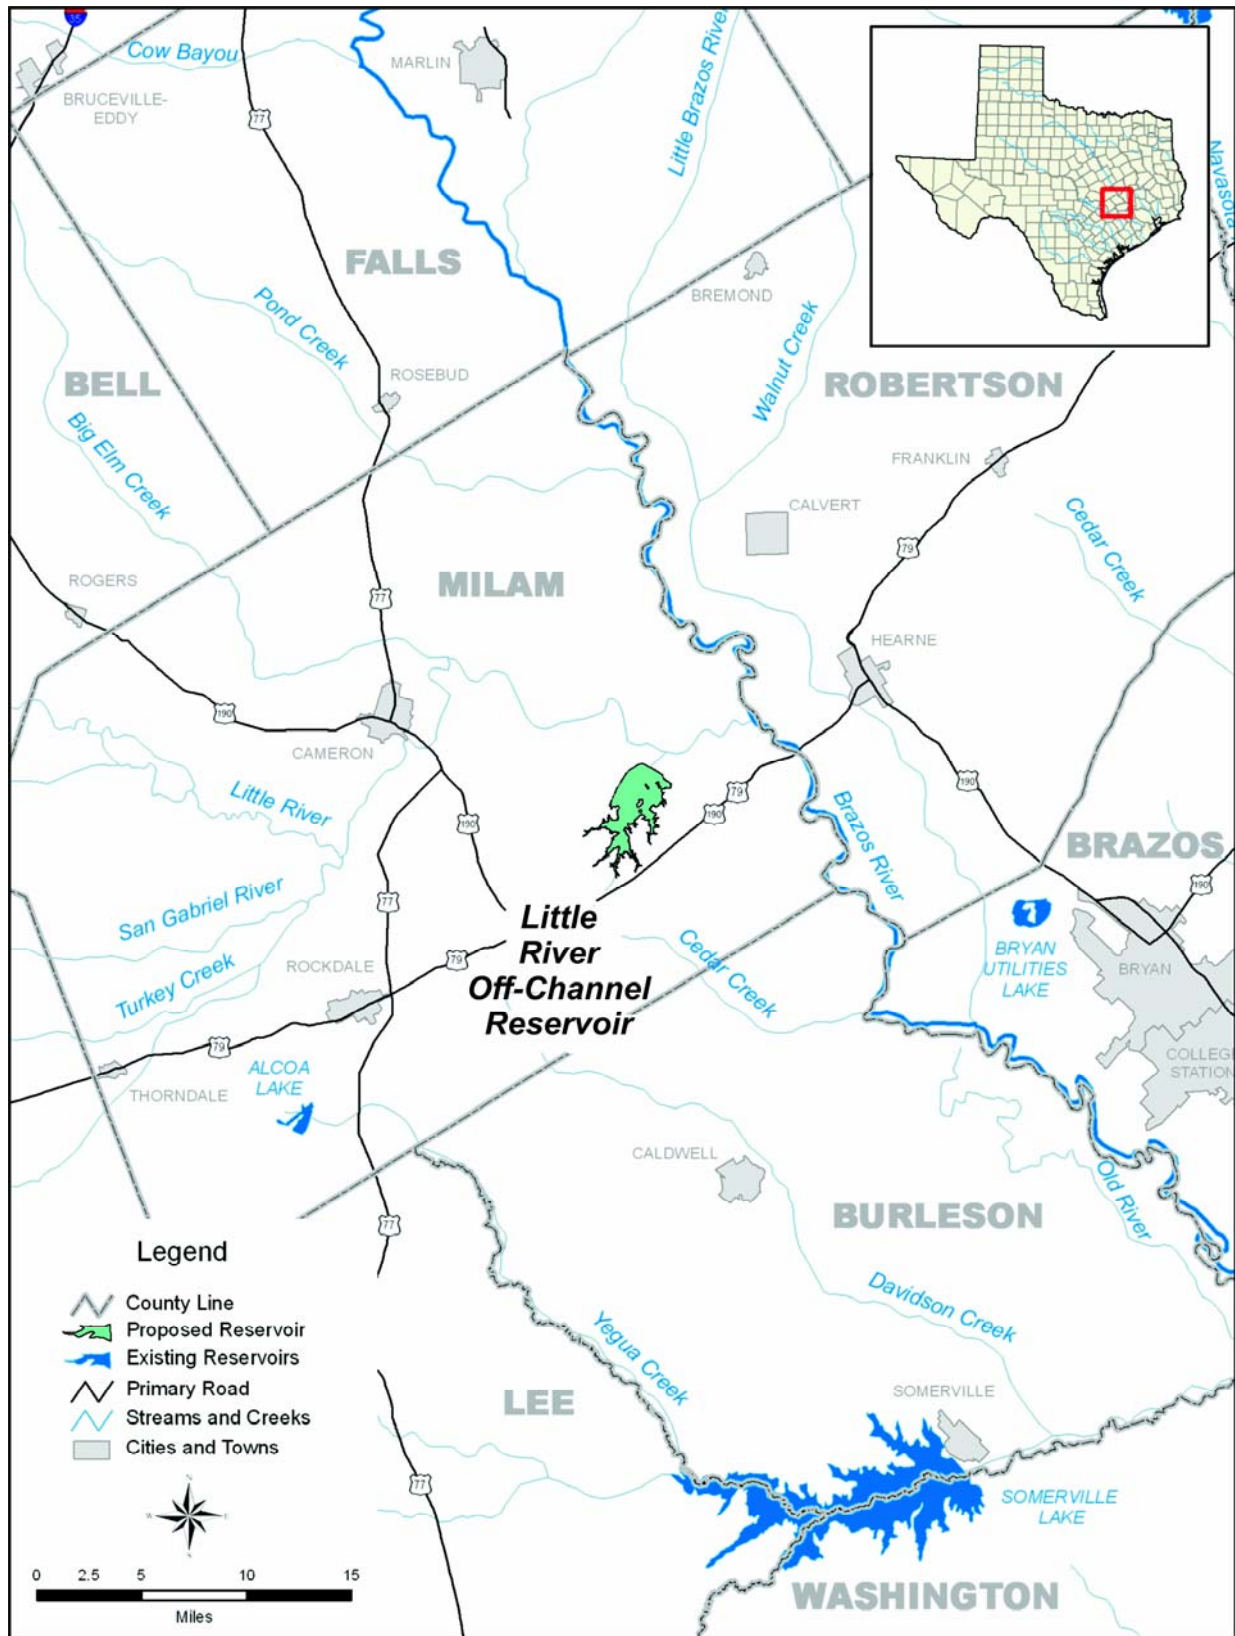 35
Cow Bayou
MARLIN
Little Brazos River
BRUCEVILLE-
EDDY
77
Navasota
FALLS
BREMOND
Pond Creek
Walnut Creek
BELL
ROSEBUD
ROBERTSON
Big Elm Creek
FRANKLIN
CALVERT
Cedar Creek
79
ROGERS
MILAM
77
HEARNE
190
CAMERON
190
Little River
79
190
190
Brazos River
BRAZOS
190
San Gabriel River
77
Little
River
Off-Channel
Reservoir
Cedar Creek
BRYAN
UTILITIES
LAKE
BRYAN
Turkey Creek
ROCKDALE
79
79
ALCOA
LAKE
THORNDALE
COLLEGE
STATION
CALDWELL
Old River
BURLESON
77
Legend
County Line
Proposed Reservoir
Existing Reservoirs
Primary Road
Streams and Creeks
Cities and Towns
Davidson Creek
Yegua Creek
LEE
SOMERVILLE
77
SOMERVILLE
LAKE
WASHINGTON
N
W
E
S
0 2.5 5 10 15
Miles